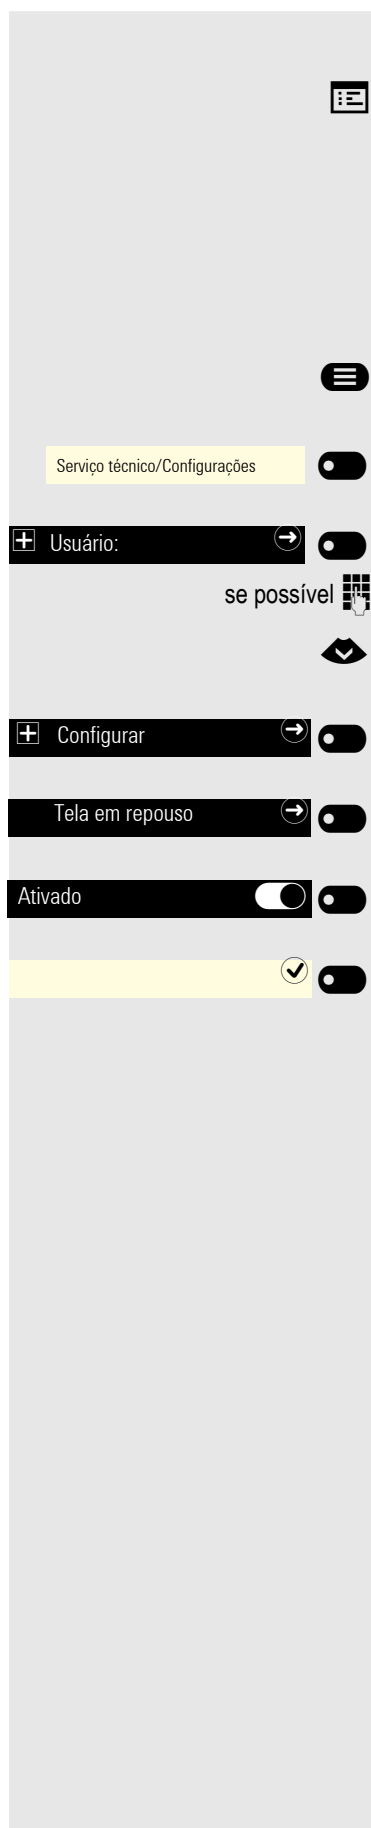 Serviço técnico/Configurações
Usuário:
se possível
Configurar
Tela em repouso
Ativado